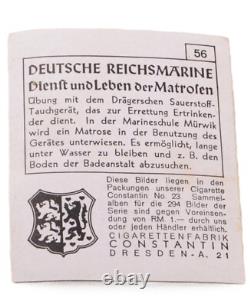 56
DEUTSCHE REICHSMARINE
Dienst und Leben der Matrosen
Übung mit dem Drägerschen Sauerstoff-
Tauchgerät, das zur Errettung Ertrinken-
der dient. In der Marineschule Mürwik
wird ein Matrose in der Benutzung des
Gerätes unterwiesen. Es ermöglicht, lange
unter Wasser zu bleiben und z. B. den
Boden der Badeanstalt abzusuchen.
Diese Bilder liegen in den
Packungen unserer Cigarette
Constantin No. 23 Sammel-
alben für die 294 Bilder der
Serie sind gegen Voreinsen-
dung von RM. 1.— durch uns
oder jeden Händler erhältlich.
CIGARETTENFABRIK
CONSTANTIN
DRESDEN-A. 21